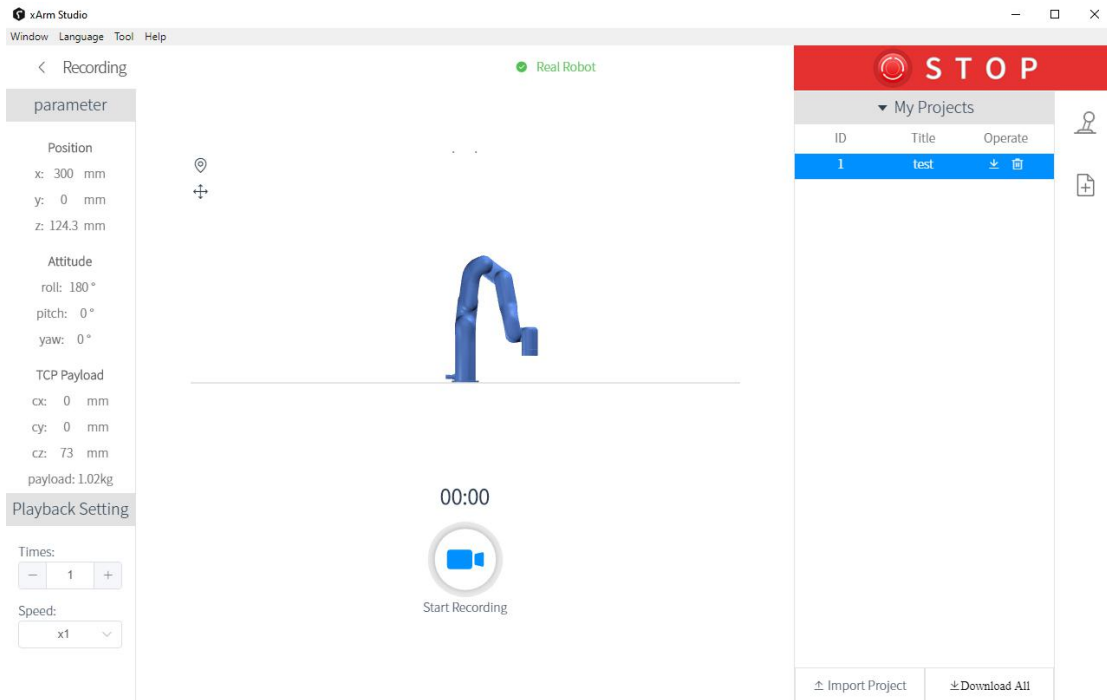 xArm Studio
Window Language Tool Help
Recording
Real Robot
STOP
parameter
Position
x: 300 mm
y: 0 mm
z: 124.3 mm
Attitude
roll: 180 °
pitch: 0 °
yaw: 0 °
TCP Payload
cx: 0 mm
cy: 0 mm
cz: 73 mm
payload: 1.02kg
Playback Setting
Times:
− 1 +
Speed:
x1
00:00
Start Recording
My Projects
ID Title Operate
1 test
Import Project
Download All